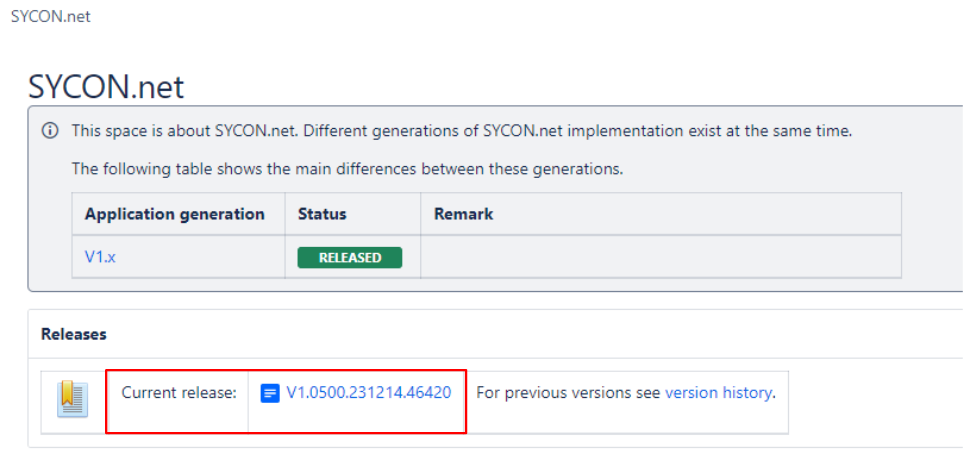 SYCON.net
SYCON.net
This space is about SYCON.net. Different generations of SYCON.net implementation exist at the same time.
The following table shows the main differences between these generations.
Application generation Status Remark
V1.x RELEASED
Releases
Current release: V1.0500.231214.46420 For previous versions see version history.